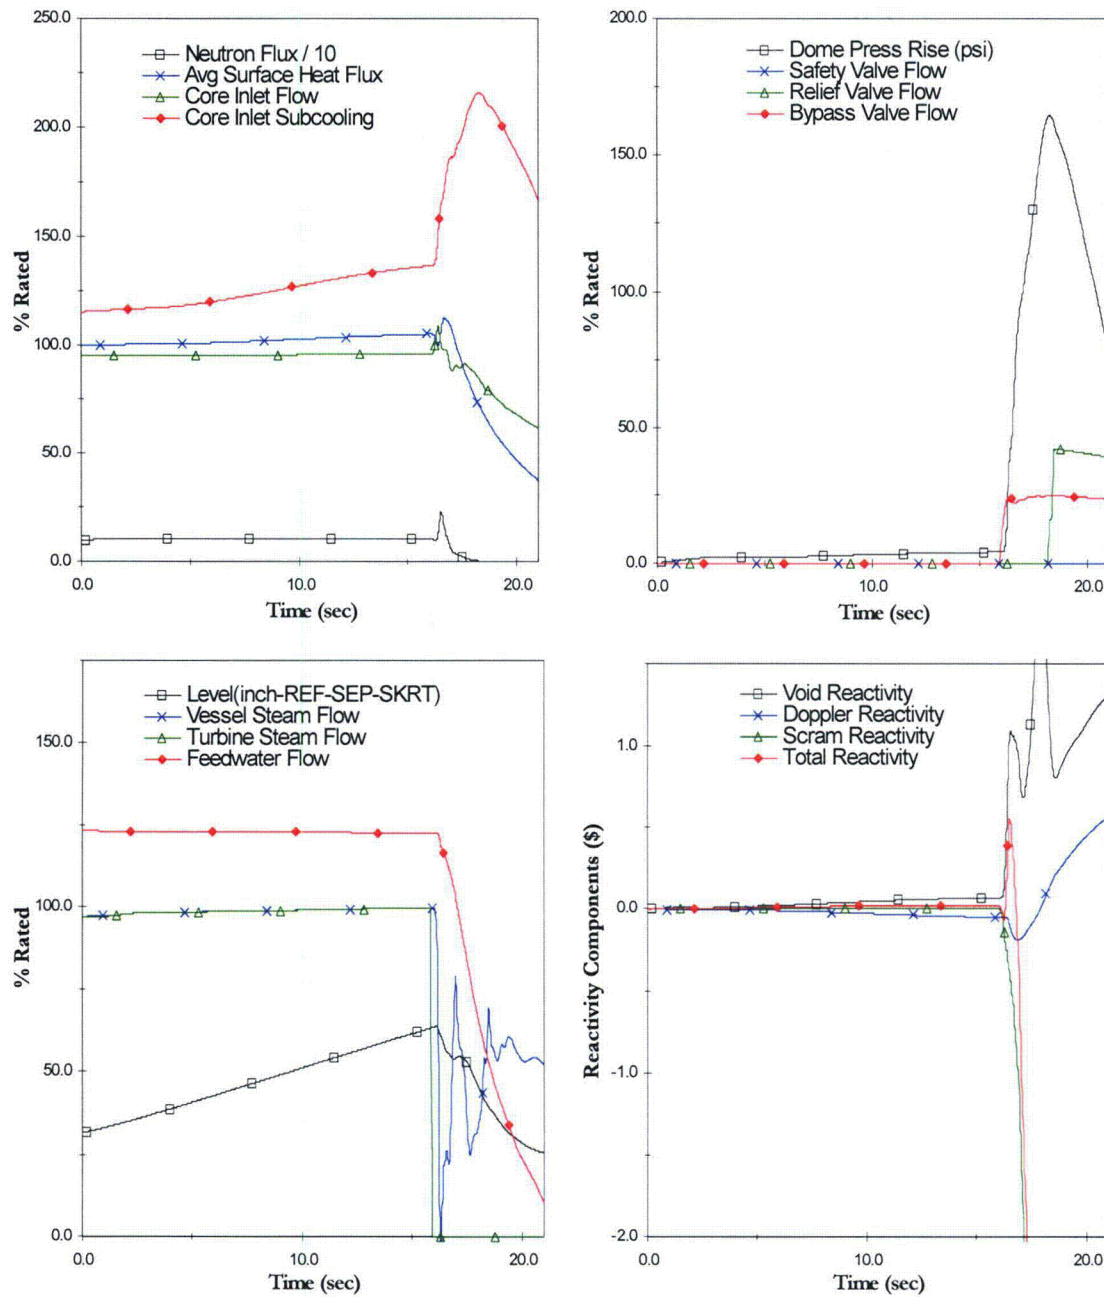 250.0
200.0
150.0
100.0
50.0
0.0
% Rated
Neutron Flux / 10
Avg Surface Heat Flux
Core Inlet Flow
Core Inlet Subcooling
0.0
10.0
20.0
Time (sec)
200.0
150.0
100.0
50.0
0.0
% Rated
Dome Press Rise (psi)
Safety Valve Flow
Relief Valve Flow
Bypass Valve Flow
0.0
10.0
20.0
Time (sec)
150.0
100.0
50.0
0.0
% Rated
Level(inch-REF-SEP-SKRT)
Vessel Steam Flow
Turbine Steam Flow
Feedwater Flow
0.0
10.0
20.0
Time (sec)
1.0
0.0
-1.0
-2.0
Reactivity Components ($)
Void Reactivity
Doppler Reactivity
Scram Reactivity
Total Reactivity
0.0
10.0
20.0
Time (sec)